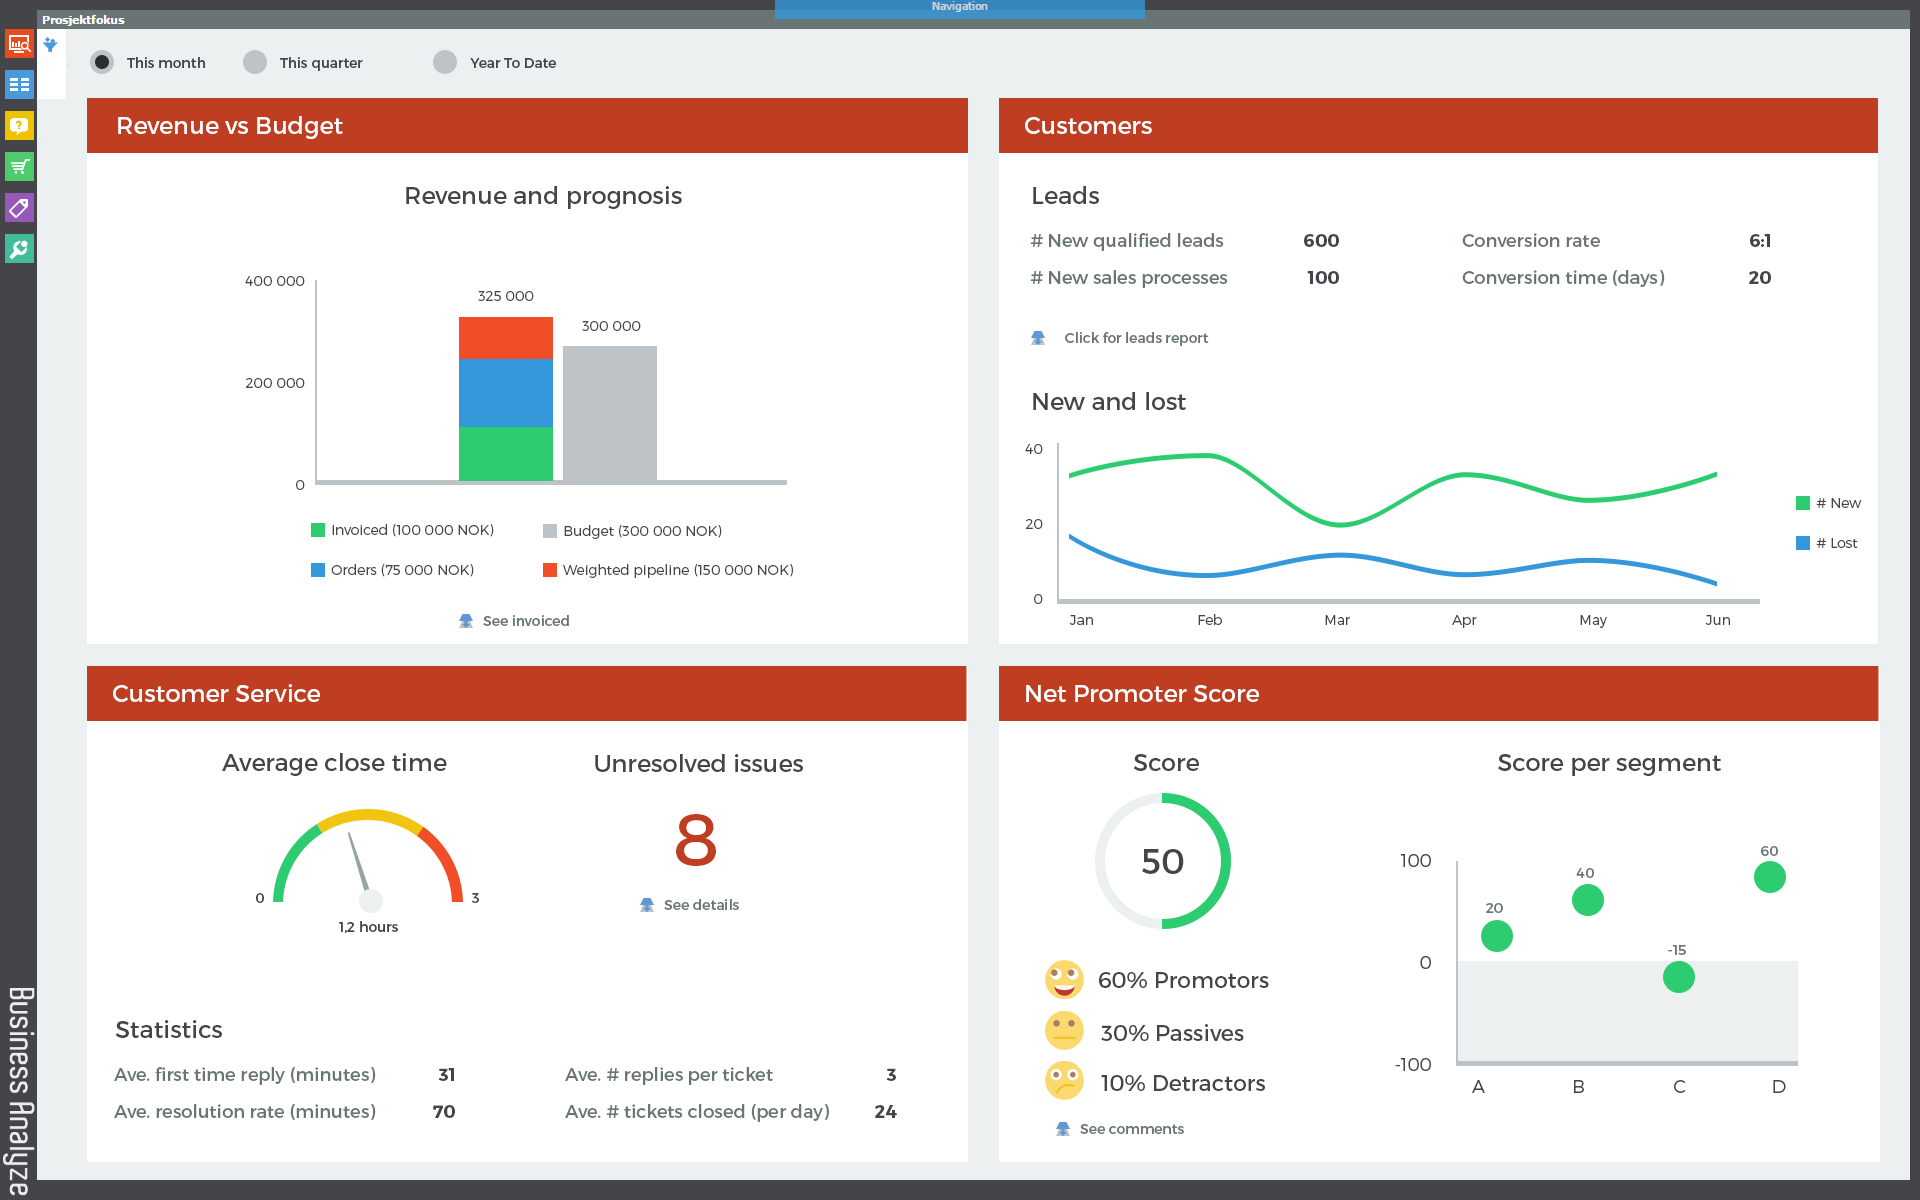 Navigation
Prosjektfokus
This month
This quarter
Year To Date
Revenue vs Budget
Revenue and prognosis
400 000
200 000
0
325 000
300 000
Invoiced (100 000 NOK)
Budget (300 000 NOK)
Orders (75 000 NOK)
Weighted pipeline (150 000 NOK)
See invoiced
Customers
Leads
# New qualified leads 600
Conversion rate 6:1
# New sales processes 100
Conversion time (days) 20
Click for leads report
New and lost
40
20
0
Jan Feb Mar Apr May Jun
# New
# Lost
Customer Service
Average close time
0
3
1,2 hours
Unresolved issues
8
See details
Statistics
Ave. first time reply (minutes) 31
Ave. # replies per ticket 3
Ave. resolution rate (minutes) 70
Ave. # tickets closed (per day) 24
Net Promoter Score
Score
50
60% Promotors
30% Passives
10% Detractors
See comments
Score per segment
100
0
-100
20
40
-15
60
A B C D
Business Analyze